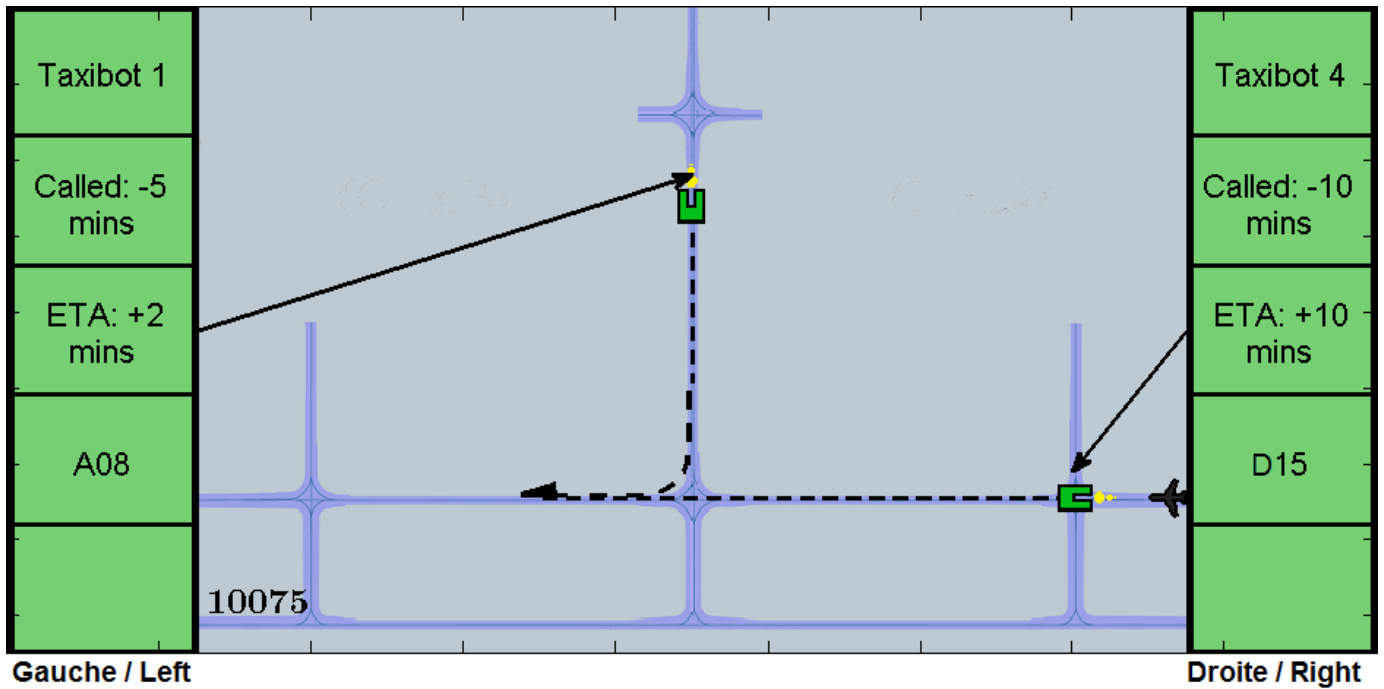 Taxibot 1
Called: -5
mins
ETA: +2
mins
A08
10075
Taxibot 4
Called: -10
mins
ETA: +10
mins
D15
Gauche / Left
Droite / Right